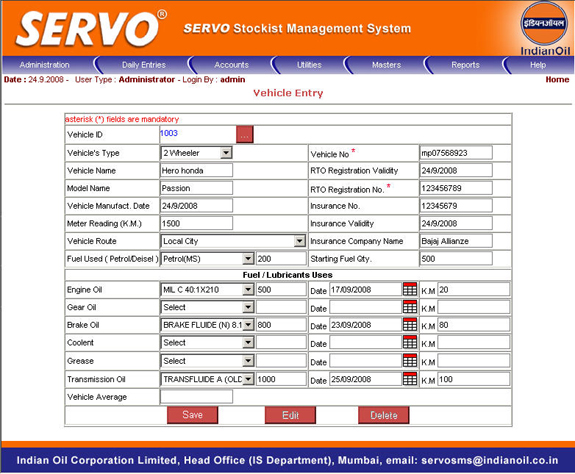 SERVO® SERVO Stockist Management System
इंडियनऑयल
IndianOil
Administration Daily Entries Accounts Utilities Masters Reports Help
Date : 24.9.2008 - User Type : Administrator - Login By : admin Home
Vehicle Entry
asterisk (*) fields are mandatory
Vehicle ID 1003 ...
Vehicle's Type 2 Wheeler Vehicle No * mp07568923
Vehicle Name Hero honda RTO Registration Validity 24/9/2008
Model Name Passion RTO Registration No. * 123456789
Vehicle Manufact. Date 24/9/2008 Insurance No. 12345679
Meter Reading (K.M.) 1500 Insurance Validity 24/9/2008
Vehicle Route Local City Insurance Company Name Bajaj Allianze
Fuel Used ( Petrol/Deisel ) Petrol(MS) 200 Starting Fuel Qty. 500
Fuel / Lubricants Uses
Engine Oil MIL C 40:1X210 500 Date 17/09/2008 K.M 20
Gear Oil Select Date K.M
Brake Oil BRAKE FLUIDE (N) 8.1 800 Date 23/09/2008 K.M 80
Coolent Select Date K.M
Grease Select Date K.M
Transmission Oil TRANSFLUIDE A (OLD 1000 Date 25/09/2008 K.M 100
Vehicle Average
Save Edit Delete
Indian Oil Corporation Limited, Head Office (IS Department), Mumbai, email: servosms@indianoil.co.in